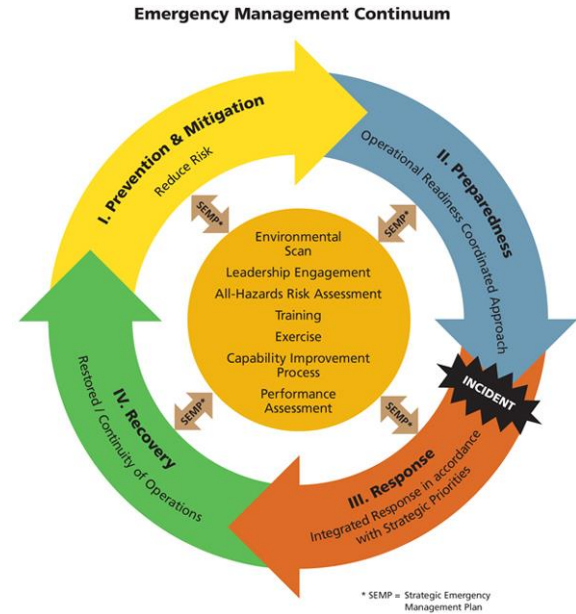 Emergency Management Continuum
I. Prevention & Mitigation
Reduce Risk
II. Preparedness
Operational Readiness Coordinated Approach
SEMP*
SEMP*
Environmental
Scan
Leadership Engagement
All-Hazards Risk Assessment
Training
Exercise
Capability Improvement
Process
Performance
Assessment
SEMP*
SEMP*
INCIDENT
III. Response
Integrated Response in accordance
with Strategic Priorities
IV. Recovery
Restored / Continuity of Operations
* SEMP = Strategic Emergency
Management Plan